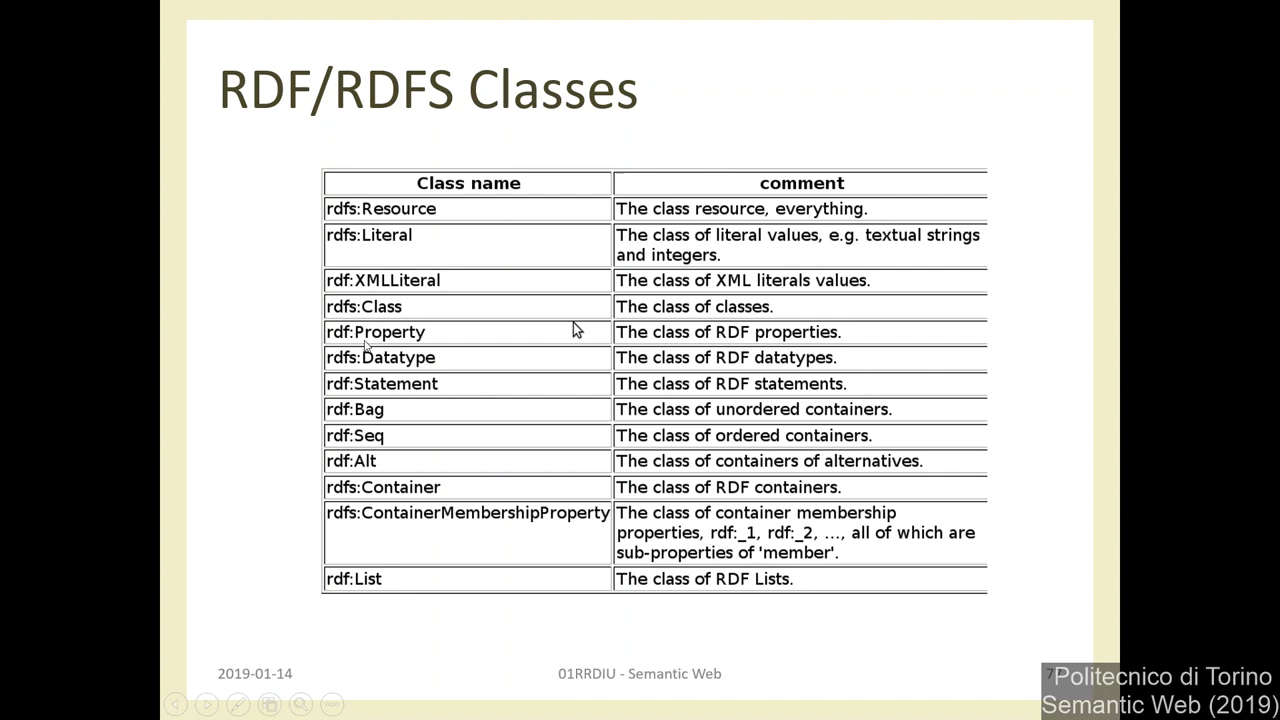 RDF/RDFS Classes
Class name comment
rdfs:Resource The class resource, everything.
rdfs:Literal The class of literal values, e.g. textual strings
and integers.
rdf:XMLLiteral The class of XML literals values.
rdfs:Class The class of classes.
rdf:Property The class of RDF properties.
rdfs:Datatype The class of RDF datatypes.
rdf:Statement The class of RDF statements.
rdf:Bag The class of unordered containers.
rdf:Seq The class of ordered containers.
rdf:Alt The class of containers of alternatives.
rdfs:Container The class of RDF containers.
rdfs:ContainerMembershipProperty The class of container membership
properties, rdf:_1, rdf:_2, ..., all of which are
sub-properties of 'member'.
rdf:List The class of RDF Lists.
2019-01-14 01RRDIU - Semantic Web
Politecnico di Torino
Semantic Web (2019)